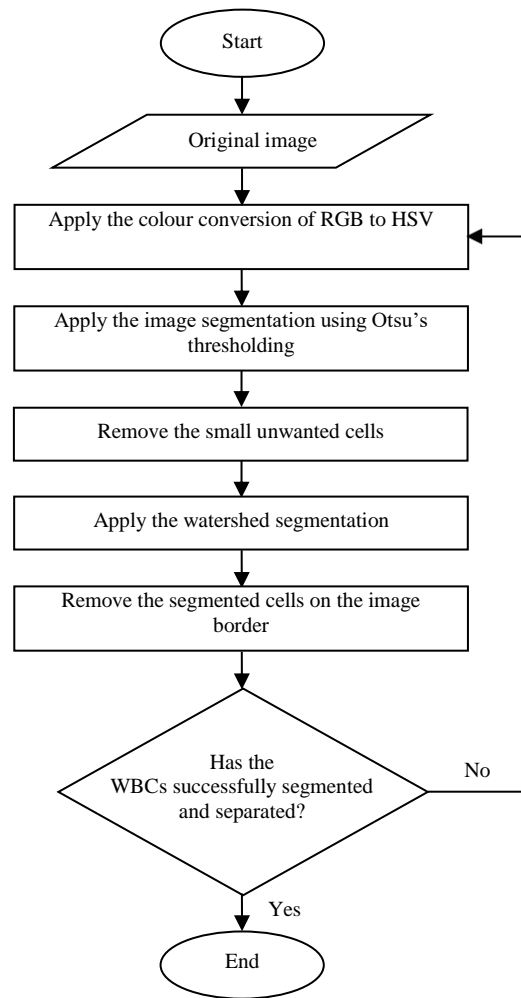 Start
Original image
Apply the colour conversion of RGB to HSV
Apply the image segmentation using Otsu's
thresholding
Remove the small unwanted cells
Apply the watershed segmentation
Remove the segmented cells on the image
border
Has the
WBCs successfully segmented
and separated?
No
Yes
End